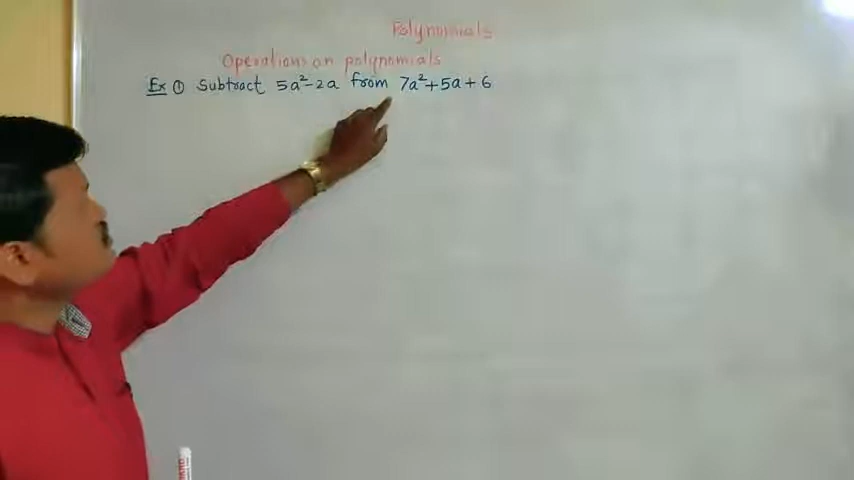 Polynomials
Operations on polynomials
Ex ① Subtract 5a²-2a from 7a²+5a+6